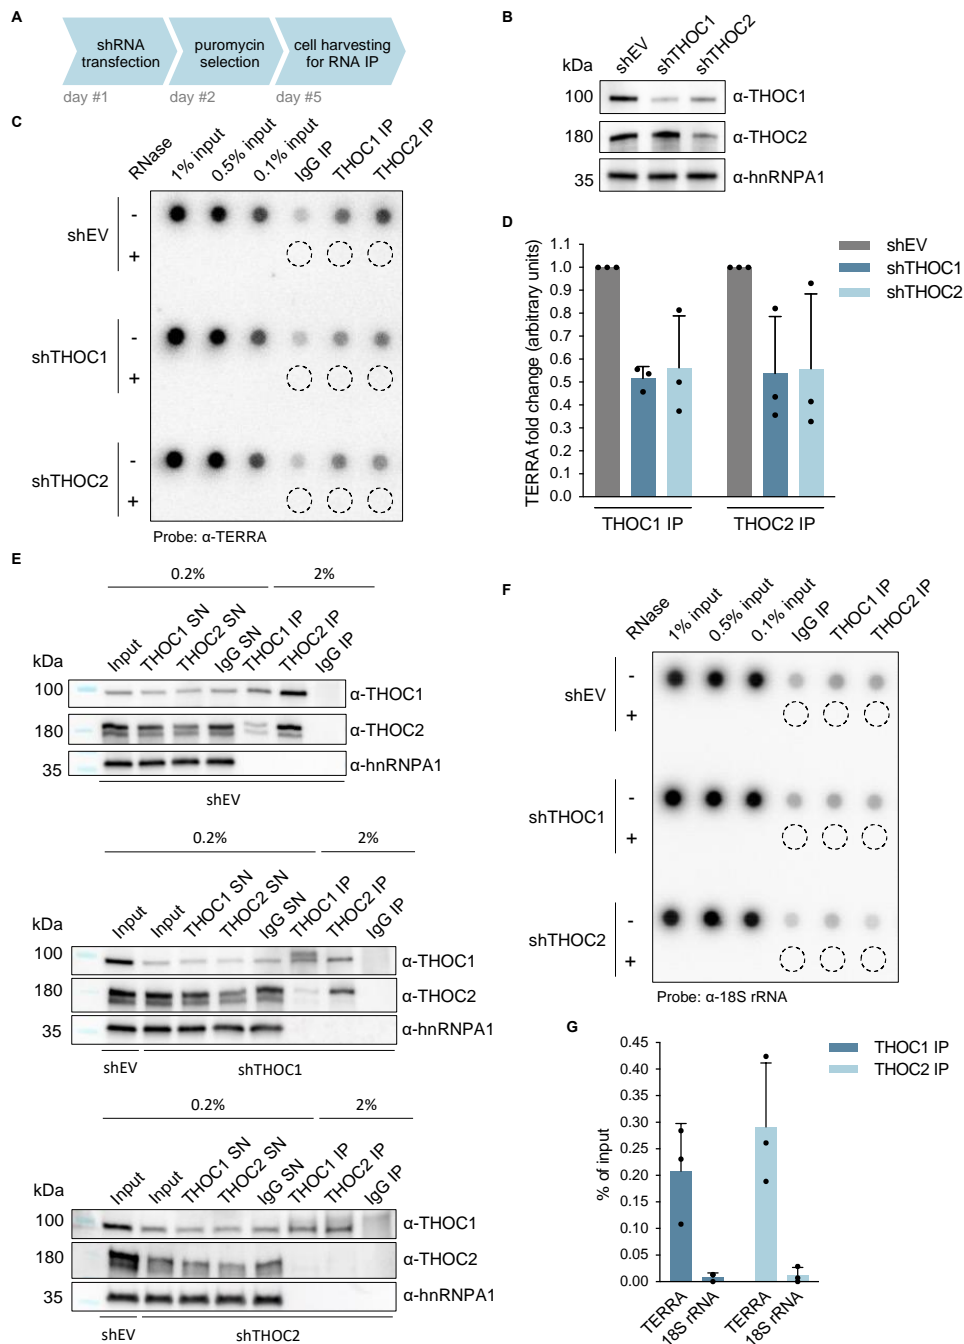 A
shRNA
transfection
puromycin
selection
cell harvesting
for RNA IP
day #1
day #2
day #5
B
kDa
shEV
shTHOC1
shTHOC2
100
α-THOC1
180
α-THOC2
35
α-hnRNPA1
C
RNase
1% input
0.5% input
0.1% input
IgG IP
THOC1 IP
THOC2 IP
shEV
-
+
shTHOC1
-
+
shTHOC2
-
+
Probe: α-TERRA
D
TERRA fold change (arbitrary units)
1.1
1.0
0.9
0.8
0.7
0.6
0.5
0.4
0.3
0.2
0.1
0.0
shEV
shTHOC1
shTHOC2
THOC1 IP
THOC2 IP
E
0.2%
2%
kDa
Input
THOC1 SN
THOC2 SN
IgG SN
THOC1 IP
THOC2 IP
IgG IP
100
α-THOC1
180
α-THOC2
35
α-hnRNPA1
shEV
0.2%
2%
kDa
Input
Input
THOC1 SN
THOC2 SN
IgG SN
THOC1 IP
THOC2 IP
IgG IP
100
α-THOC1
180
α-THOC2
35
α-hnRNPA1
shEV
shTHOC1
0.2%
2%
kDa
Input
Input
THOC1 SN
THOC2 SN
IgG SN
THOC1 IP
THOC2 IP
IgG IP
100
α-THOC1
180
α-THOC2
35
α-hnRNPA1
shEV
shTHOC2
F
RNase
1% input
0.5% input
0.1% input
IgG IP
THOC1 IP
THOC2 IP
shEV
-
+
shTHOC1
-
+
shTHOC2
-
+
Probe: α-18S rRNA
G
% of input
0.45
0.40
0.35
0.30
0.25
0.20
0.15
0.10
0.05
0.00
THOC1 IP
THOC2 IP
TERRA
18S rRNA
TERRA
18S rRNA